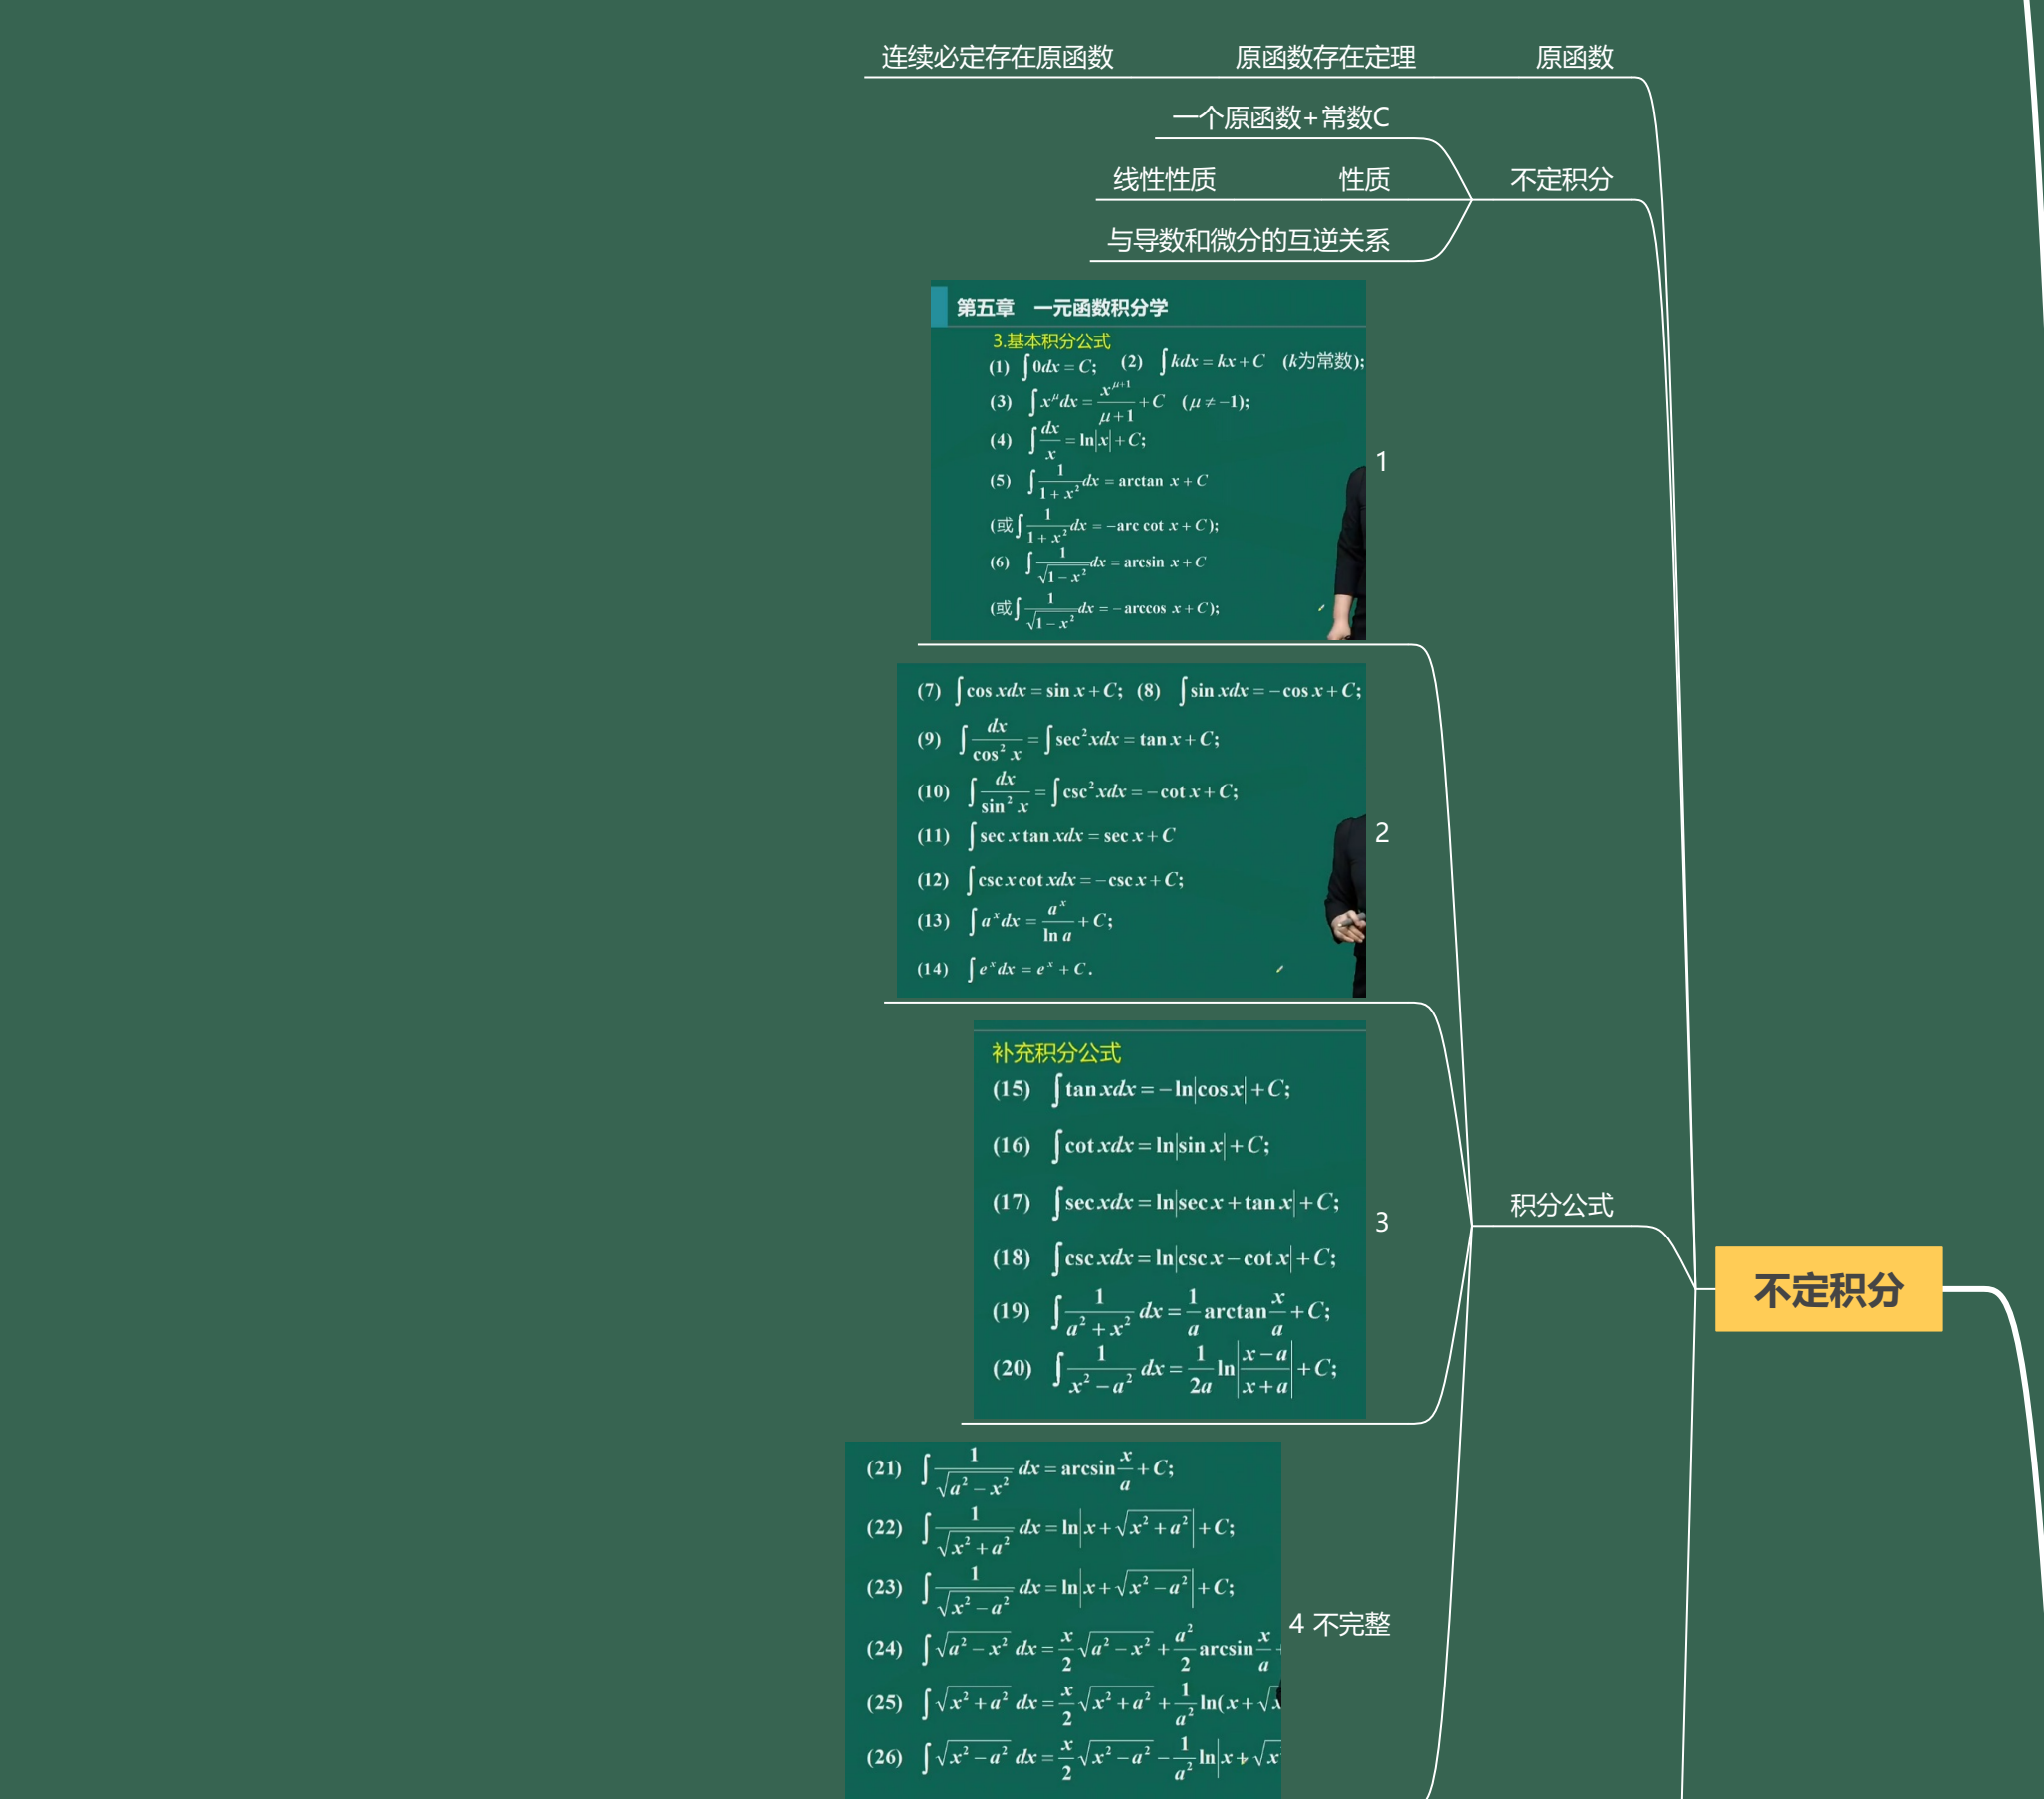 连续必定存在原函数 原函数存在定理 原函数
一个原函数+常数C
线性性质 性质 不定积分
与导数和微分的互逆关系
第五章 一元函数积分学
3.基本积分公式
(1) ∫0dx = C; (2) ∫kdx = kx + C (k为常数);
(3) ∫x^μ dx = x^(μ+1)/(μ+1) + C (μ ≠ −1);
(4) ∫dx/x = ln|x| + C;
1
(5) ∫1/(1+x²) dx = arctan x + C
(或∫1/(1+x²) dx = −arc cot x + C);
(6) ∫1/√(1−x²) dx = arcsin x + C
(或∫1/√(1−x²) dx = −arccos x + C);
(7) ∫cos xdx = sin x + C; (8) ∫sin xdx = −cos x + C;
(9) ∫dx/cos² x = ∫sec² xdx = tan x + C;
(10) ∫dx/sin² x = ∫csc² xdx = −cot x + C;
(11) ∫sec x tan xdx = sec x + C
2
(12) ∫csc x cot xdx = −csc x + C;
(13) ∫a^x dx = a^x/ln a + C;
(14) ∫e^x dx = e^x + C.
补充积分公式
(15) ∫tan xdx = −ln|cos x| + C;
(16) ∫cot xdx = ln|sin x| + C;
(17) ∫sec xdx = ln|sec x + tan x| + C;
3
积分公式
(18) ∫csc xdx = ln|csc x − cot x| + C;
(19) ∫1/(a²+x²) dx = 1/a arctan x/a + C;
(20) ∫1/(x²−a²) dx = 1/2a ln|(x−a)/(x+a)| + C;
不定积分
(21) ∫1/√(a²−x²) dx = arcsin x/a + C;
(22) ∫1/√(x²+a²) dx = ln|x + √(x²+a²)| + C;
(23) ∫1/√(x²−a²) dx = ln|x + √(x²−a²)| + C;
4 不完整
(24) ∫√(a²−x²) dx = x/2 √(a²−x²) + a²/2 arcsin x/a +
(25) ∫√(x²+a²) dx = x/2 √(x²+a²) + 1/a² ln(x + √x
(26) ∫√(x²−a²) dx = x/2 √(x²−a²) − 1/a² ln|x + √x²